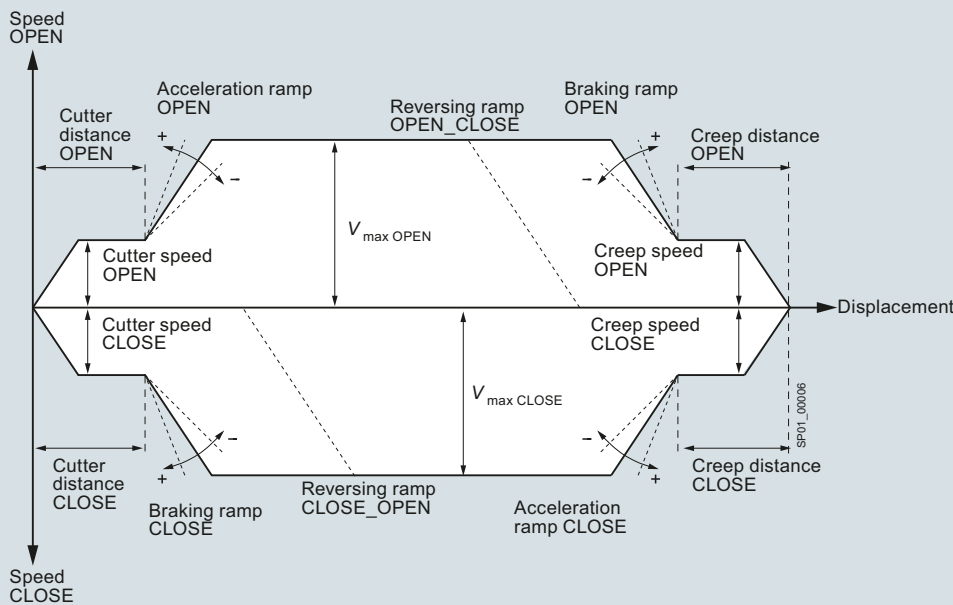 Speed
OPEN
Acceleration ramp
OPEN
Reversing ramp
OPEN_CLOSE
Braking ramp
OPEN
Cutter
distance
OPEN
Creep distance
OPEN
+
−
+
−
V max OPEN
Cutter speed
OPEN
Creep speed
OPEN
Displacement
Cutter speed
CLOSE
Creep speed
CLOSE
V max CLOSE
SP01_00006
−
+
−
+
Cutter
distance
CLOSE
Creep distance
CLOSE
Reversing ramp
CLOSE_OPEN
Braking ramp
CLOSE
Acceleration
ramp CLOSE
Speed
CLOSE